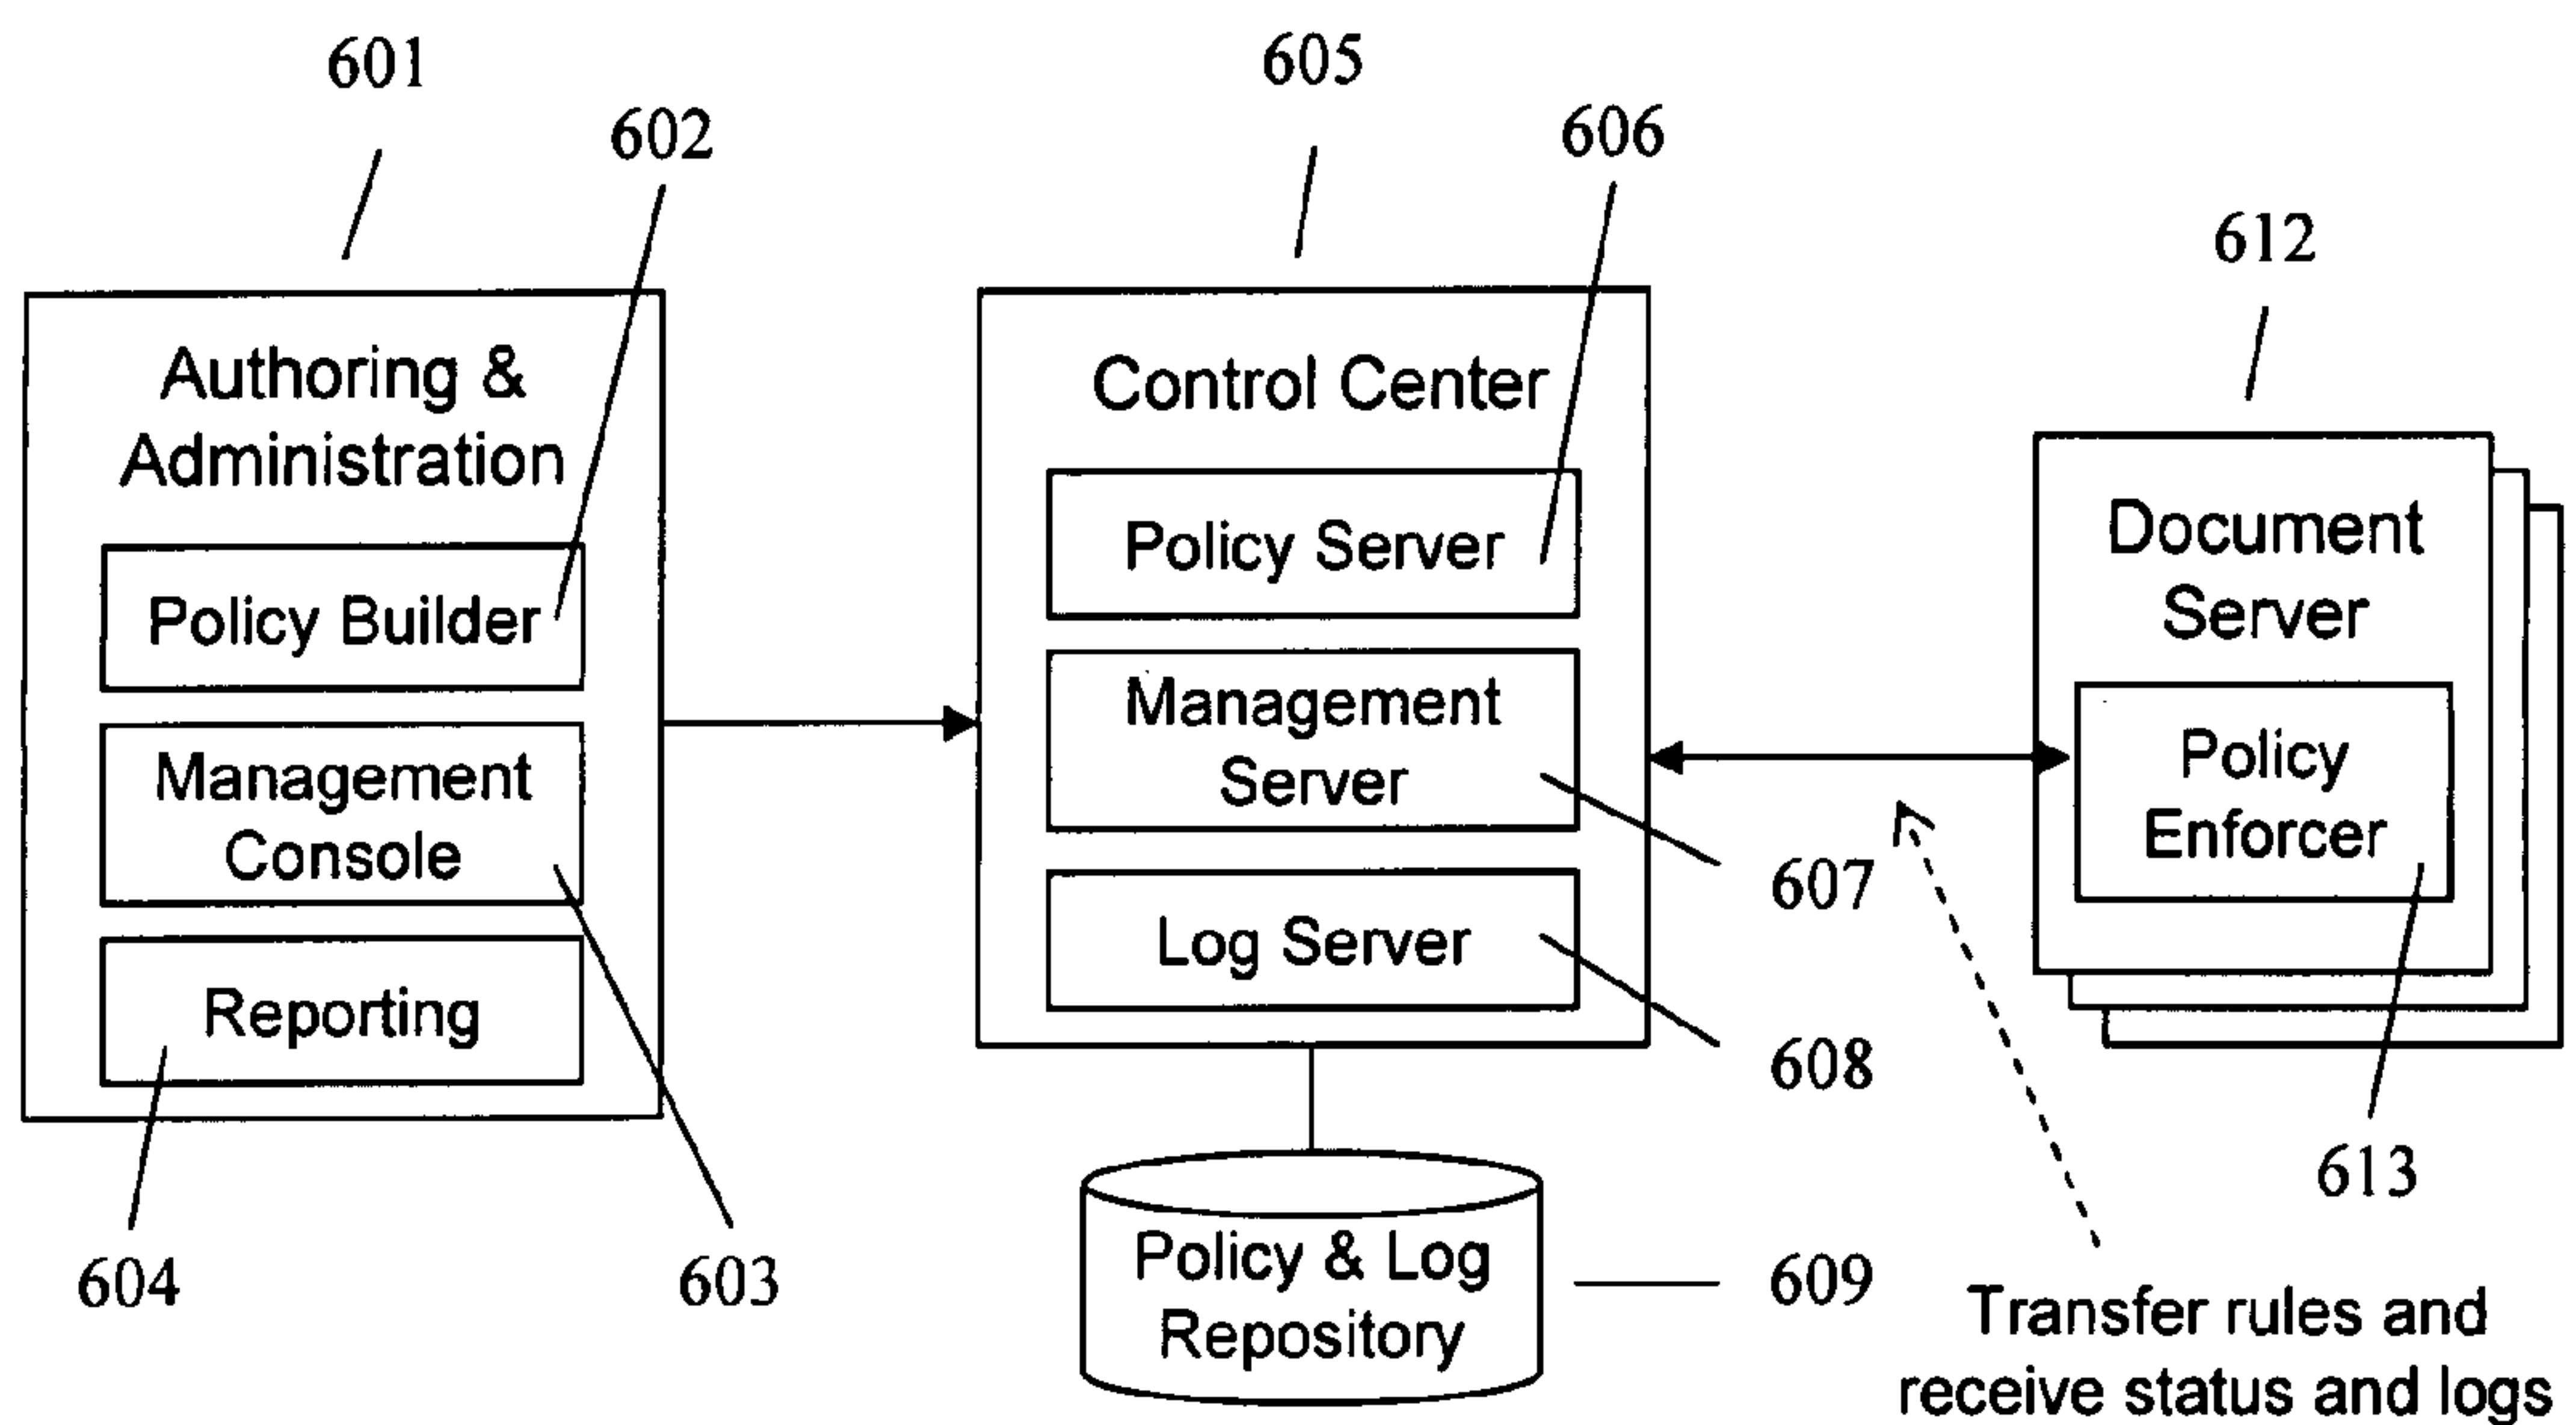 601
602
605
606
612
Authoring &
Administration
Policy Builder
Management
Console
Reporting
604
603
Control Center
Policy Server
Management
Server
Log Server
607
608
Policy & Log
Repository
609
Document
Server
Policy
Enforcer
613
Transfer rules and
receive status and logs